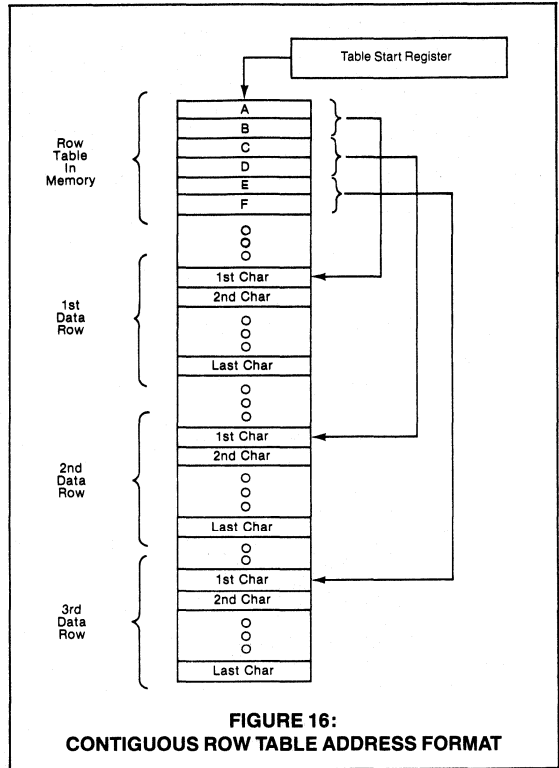 Table Start Register
Row
Table
In
Memory
A
B
C
D
E
F
1st
Data
Row
1st Char
2nd Char
Last Char
2nd
Data
Row
1st Char
2nd Char
Last Char
3rd
Data
Row
1st Char
2nd Char
Last Char
FIGURE 16:
CONTIGUOUS ROW TABLE ADDRESS FORMAT